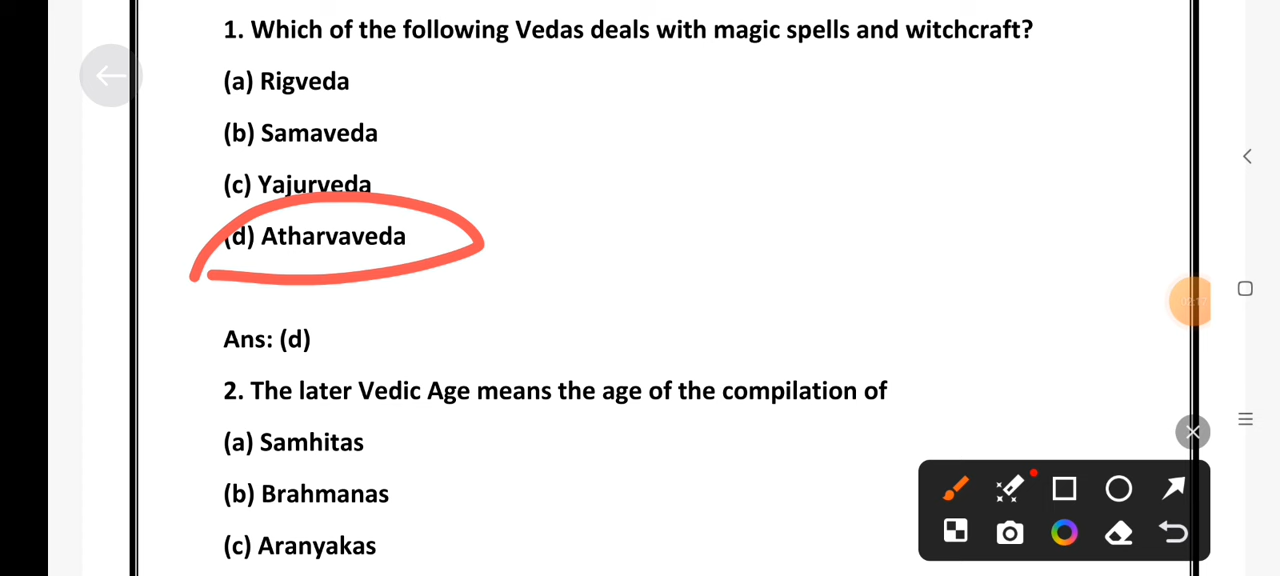 1. Which of the following Vedas deals with magic spells and witchcraft?
(a) Rigveda
(b) Samaveda
(c) Yajurveda
(d) Atharvaveda
Ans: (d)
2. The later Vedic Age means the age of the compilation of
(a) Samhitas
(b) Brahmanas
(c) Aranyakas